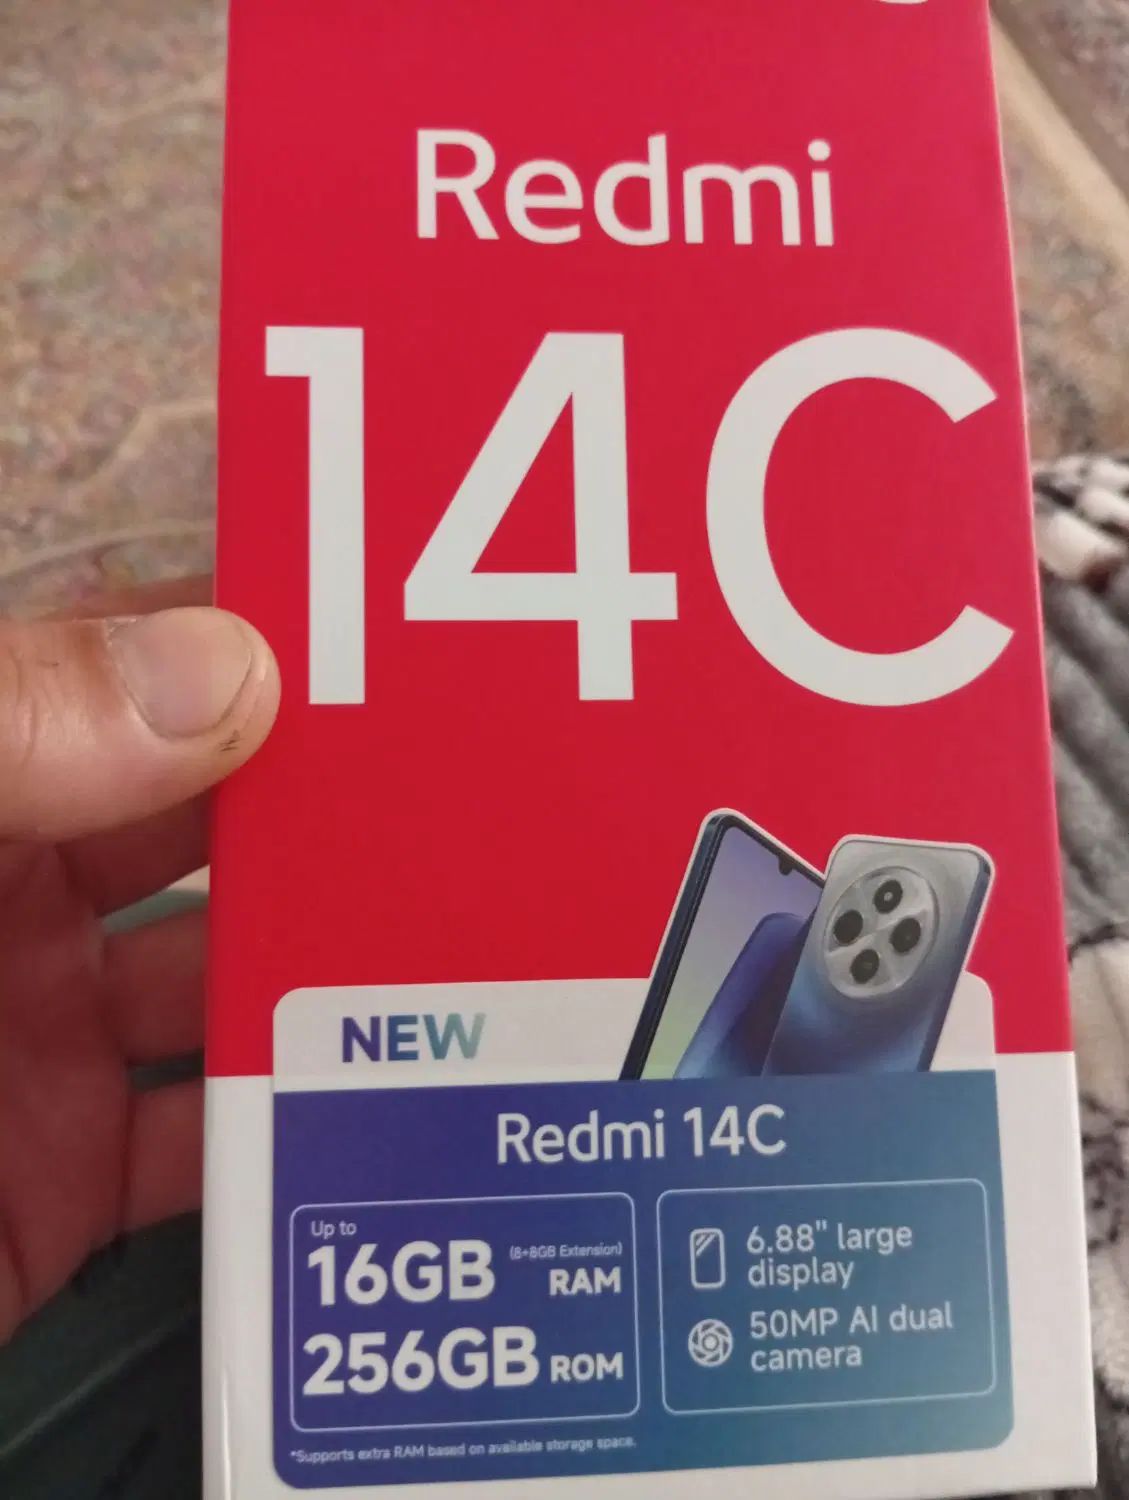 Redmi
14C
NEW
Redmi 14C
Up to
16GB (8+8GB Extension) RAM
256GB ROM
6.88" large
display
50MP AI dual
camera
*Supports extra RAM based on available storage space.